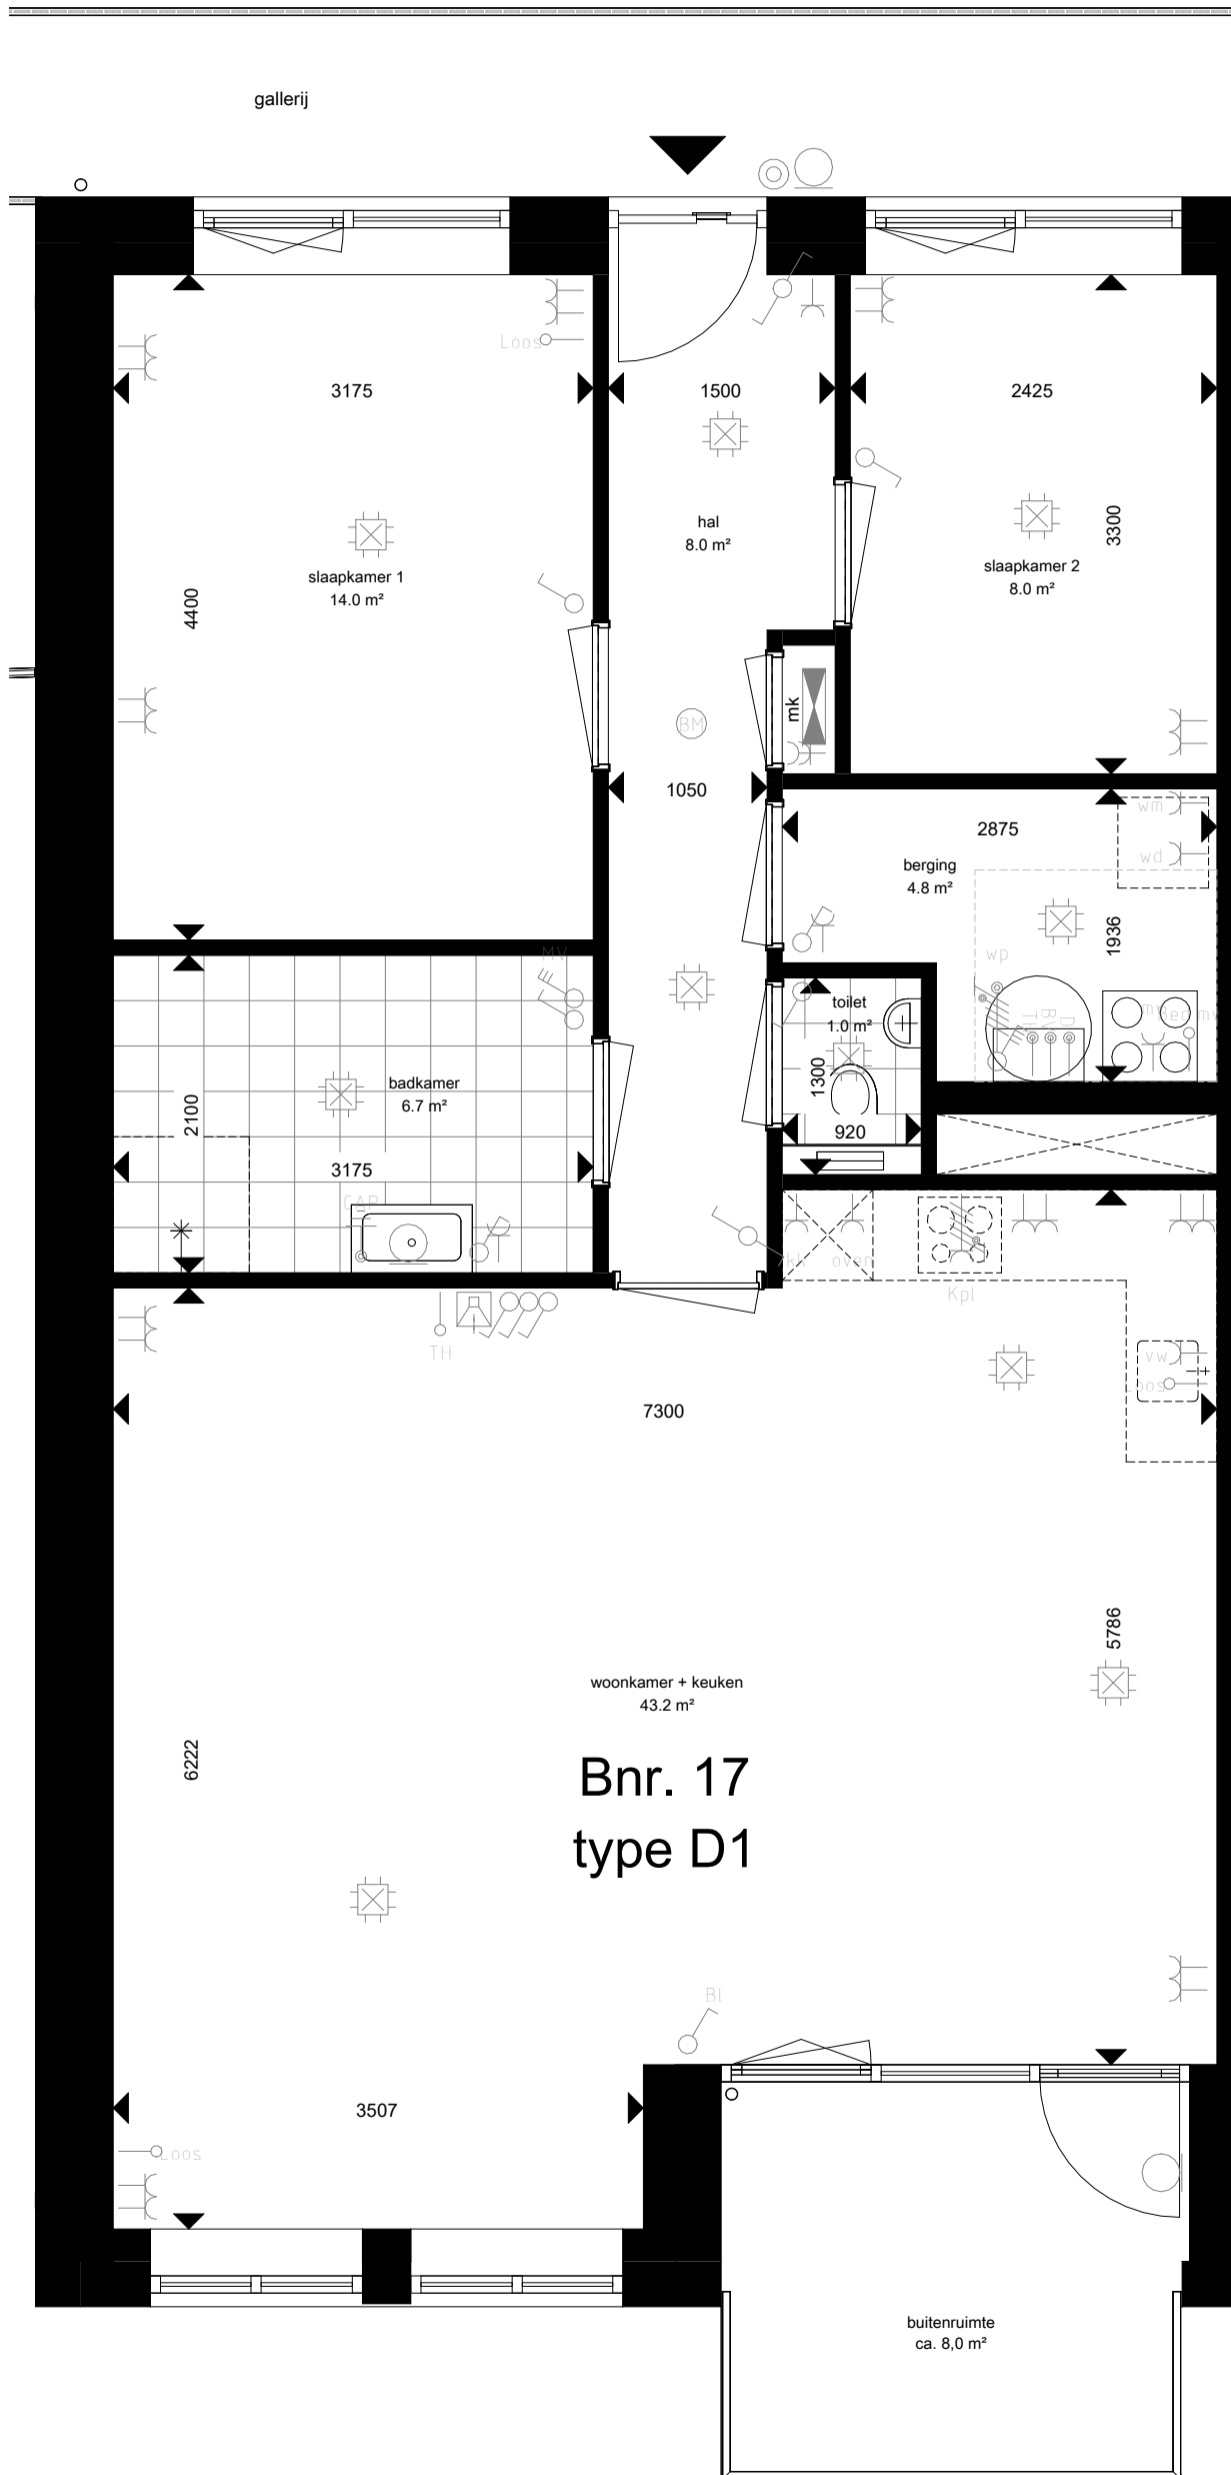 gallerij
Loos
3175
1500
2425
hal
8.0 m²
3300
slaapkamer 1
14.0 m²
slaapkamer 2
8.0 m²
4400
mk
BM
1050
2875
wm
wd
berging
4.8 m²
1936
MV
wp
toilet
1.0 m²
1300
badkamer
6.7 m²
2100
920
3175
CAP
oven
Kpl
TH
vw
Loos
7300
5786
woonkamer + keuken
43.2 m²
6222
Bnr. 17
type D1
Bl
3507
Loos
buitenruimte
ca. 8,0 m²